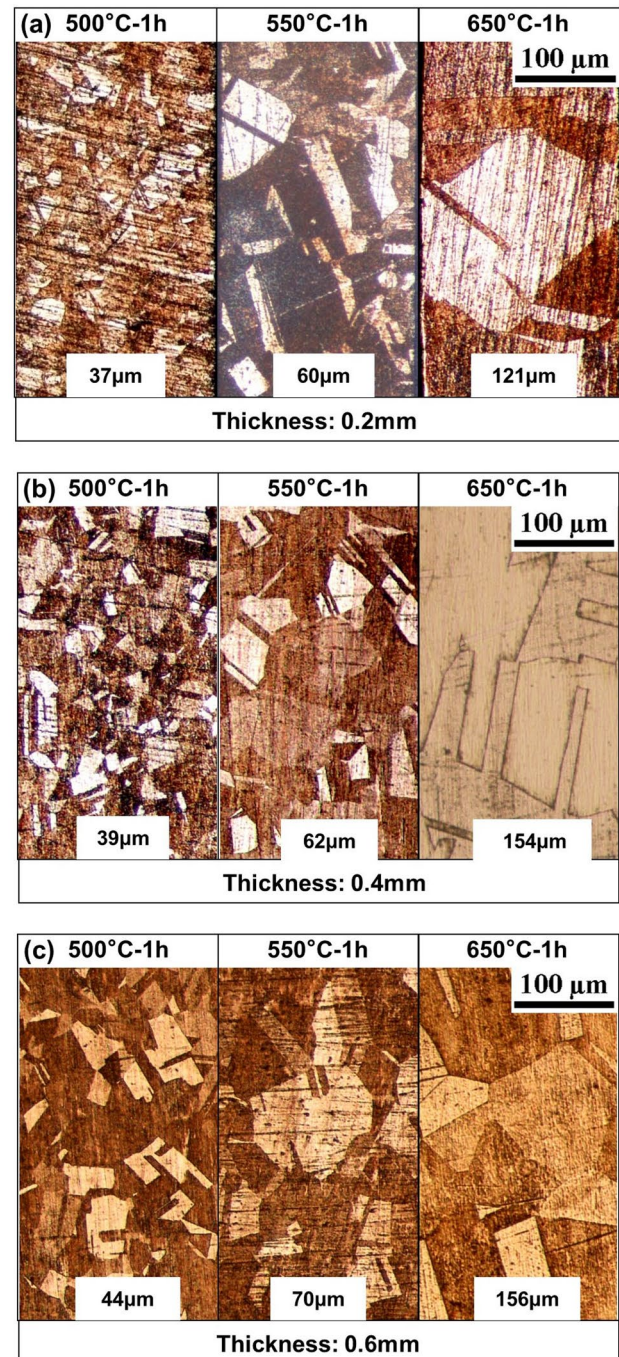 (a) 500°C-1h 550°C-1h 650°C-1h
100 µm
37µm 60µm 121µm
Thickness: 0.2mm
(b) 500°C-1h 550°C-1h 650°C-1h
100 µm
39µm 62µm 154µm
Thickness: 0.4mm
(c) 500°C-1h 550°C-1h 650°C-1h
100 µm
44µm 70µm 156µm
Thickness: 0.6mm